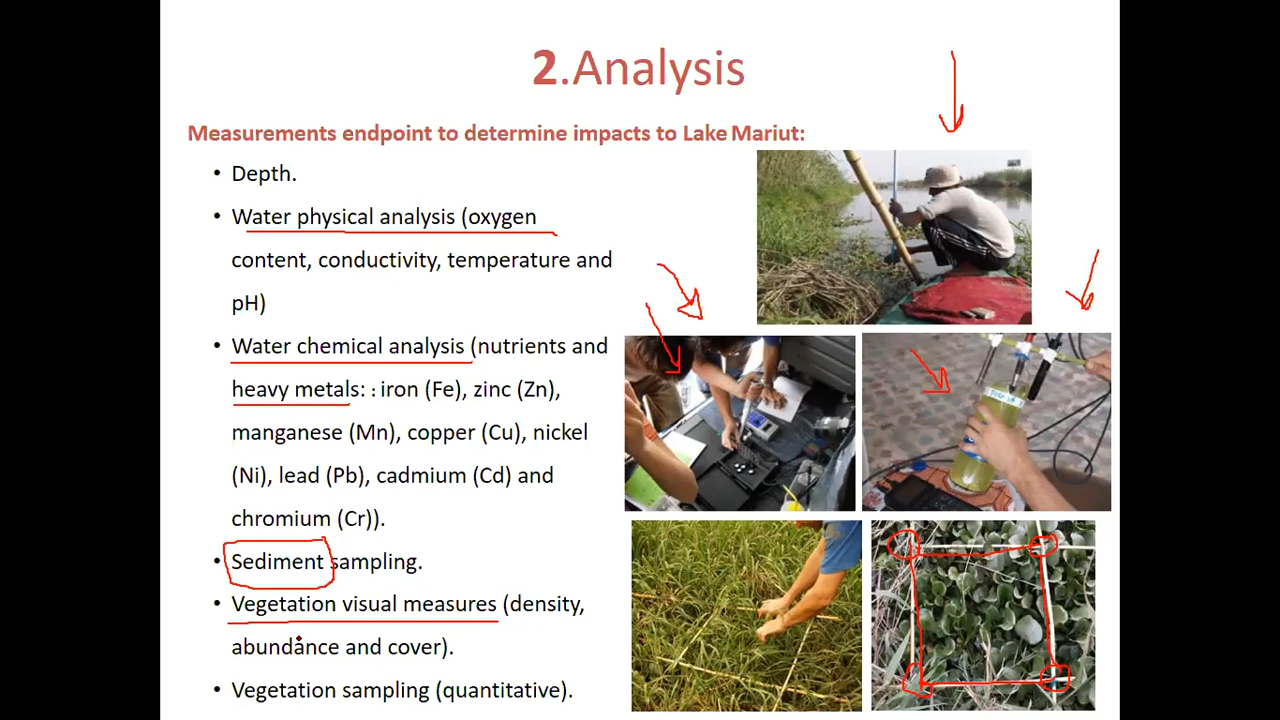 2.Analysis
Measurements endpoint to determine impacts to Lake Mariut:
• Depth.
• Water physical analysis (oxygen
content, conductivity, temperature and
pH)
• Water chemical analysis (nutrients and
heavy metals: : iron (Fe), zinc (Zn),
manganese (Mn), copper (Cu), nickel
(Ni), lead (Pb), cadmium (Cd) and
chromium (Cr)).
• Sediment sampling.
• Vegetation visual measures (density,
abundance and cover).
• Vegetation sampling (quantitative).